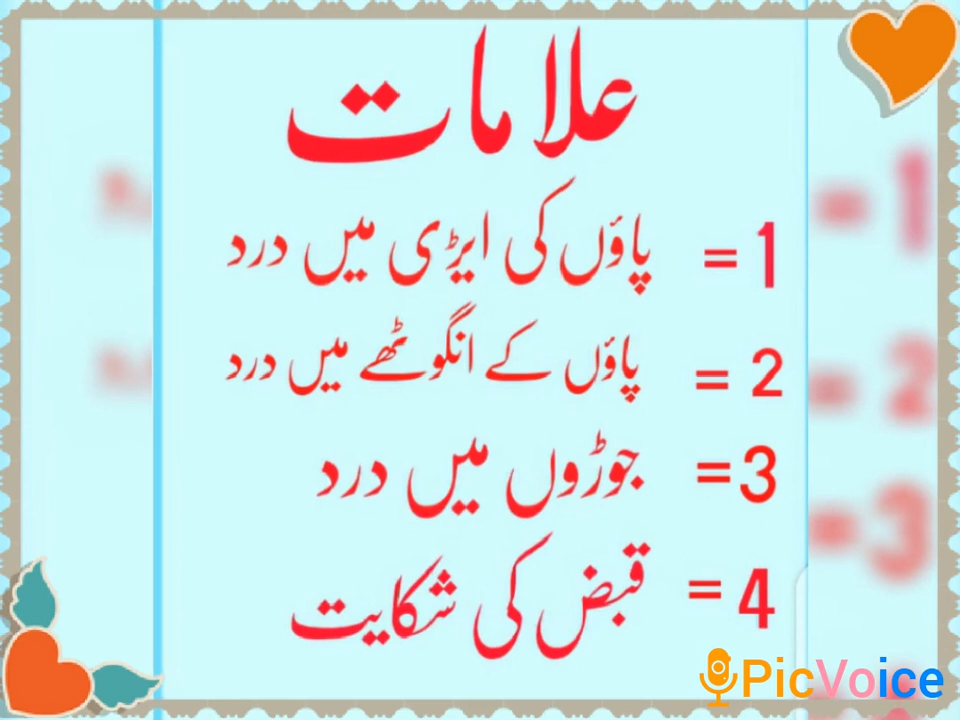 علامات
1 = پاؤں کی ایڑی میں درد
2 = پاؤں کے انگوٹھے میں درد
3= جوڑوں میں درد
4 = قبض کی شکایت
PicVoice